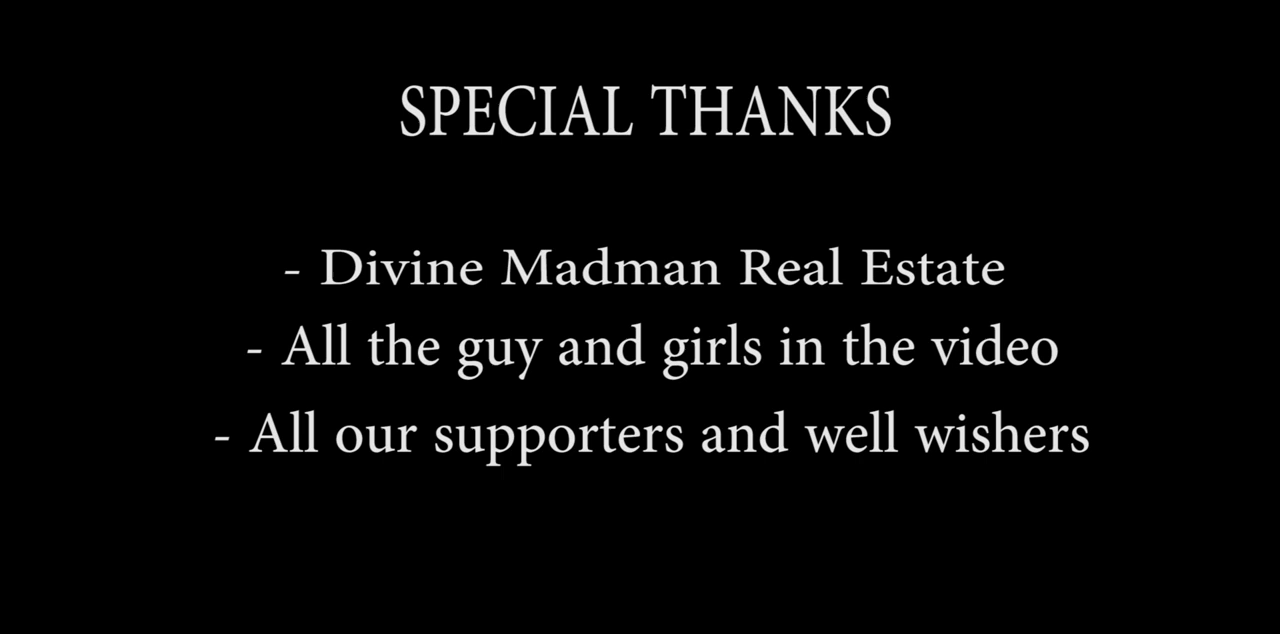 SPECIAL THANKS
- Divine Madman Real Estate
- All the guy and girls in the video
- All our supporters and well wishers